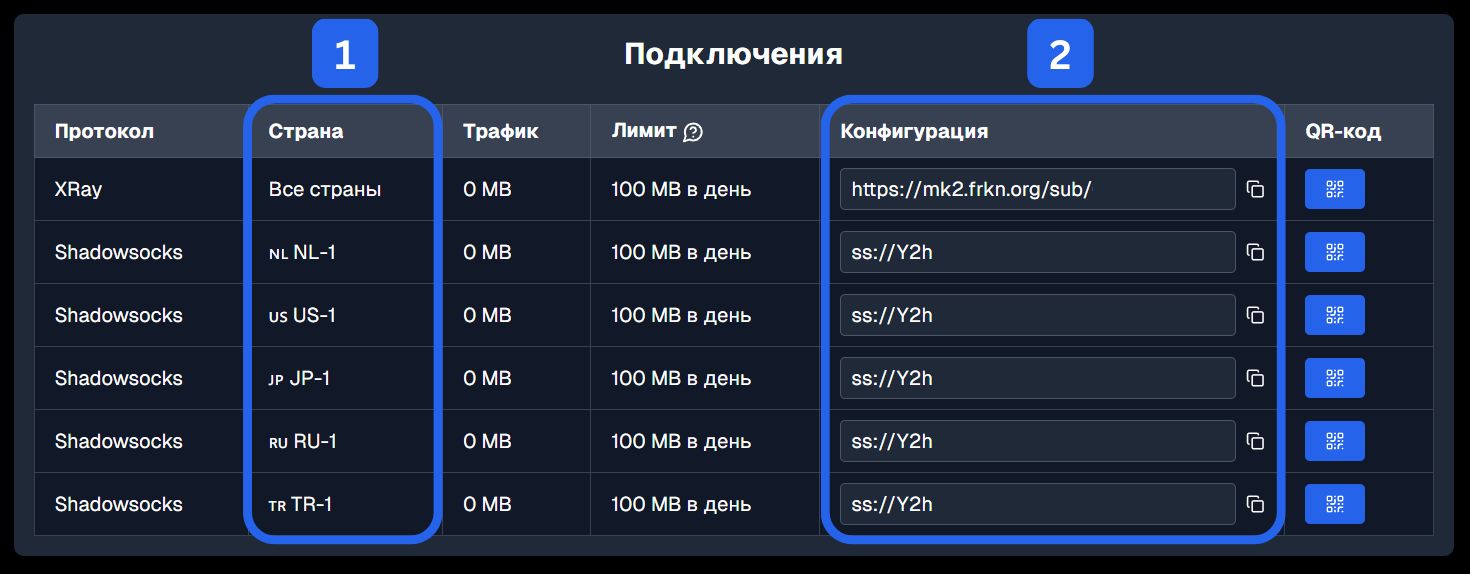 1
Подключения
2
Протокол Страна Трафик Лимит Конфигурация QR-код
XRay Все страны 0 MB 100 MB в день https://mk2.frkn.org/sub/
Shadowsocks NL NL-1 0 MB 100 MB в день ss://Y2h
Shadowsocks US US-1 0 MB 100 MB в день ss://Y2h
Shadowsocks JP JP-1 0 MB 100 MB в день ss://Y2h
Shadowsocks RU RU-1 0 MB 100 MB в день ss://Y2h
Shadowsocks TR TR-1 0 MB 100 MB в день ss://Y2h